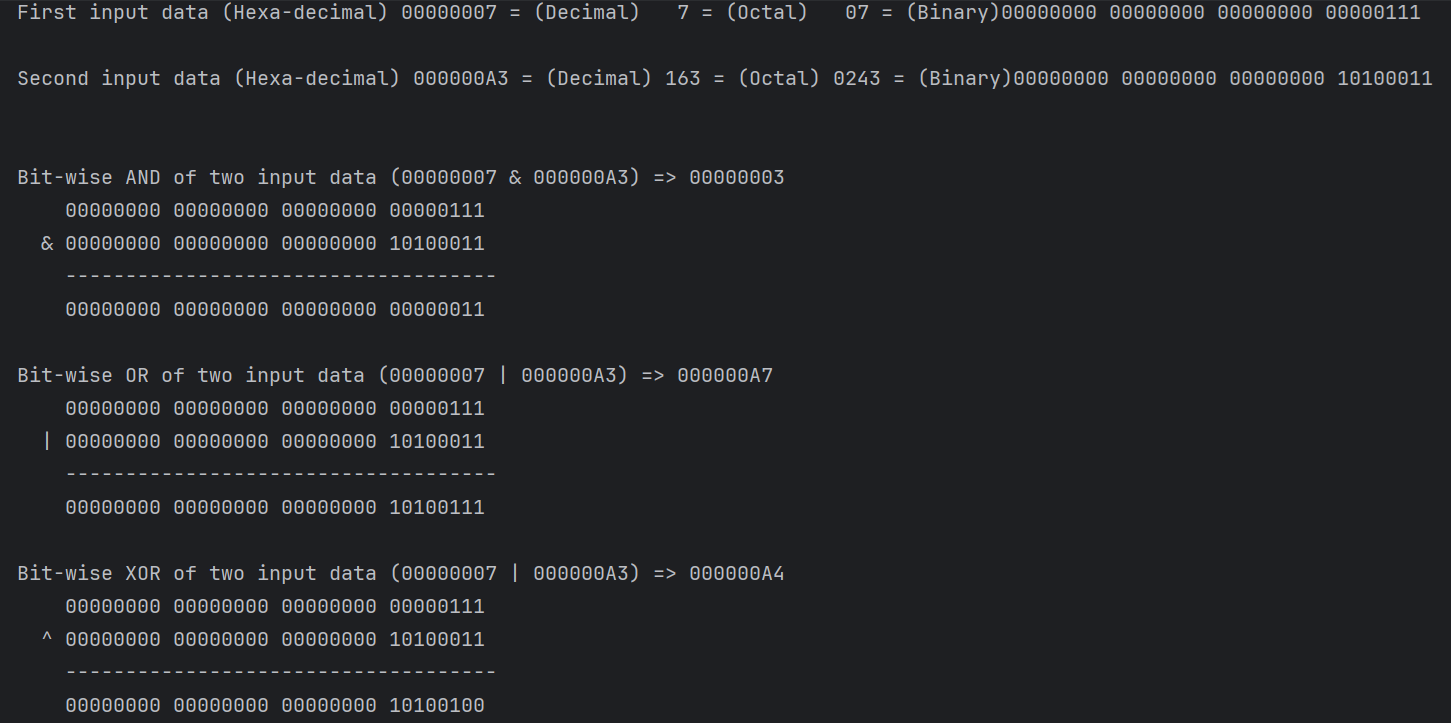 First input data (Hexa-decimal) 00000007 = (Decimal)   7 = (Octal)   07 = (Binary)00000000 00000000 00000000 00000111
Second input data (Hexa-decimal) 000000A3 = (Decimal) 163 = (Octal) 0243 = (Binary)00000000 00000000 00000000 10100011
Bit-wise AND of two input data (00000007 & 000000A3) => 00000003
    00000000 00000000 00000000 00000111
  & 00000000 00000000 00000000 10100011
    ------------------------------------
    00000000 00000000 00000000 00000011
Bit-wise OR of two input data (00000007 | 000000A3) => 000000A7
    00000000 00000000 00000000 00000111
  | 00000000 00000000 00000000 10100011
    ------------------------------------
    00000000 00000000 00000000 10100111
Bit-wise XOR of two input data (00000007 | 000000A3) => 000000A4
    00000000 00000000 00000000 00000111
  ^ 00000000 00000000 00000000 10100011
    ------------------------------------
    00000000 00000000 00000000 10100100